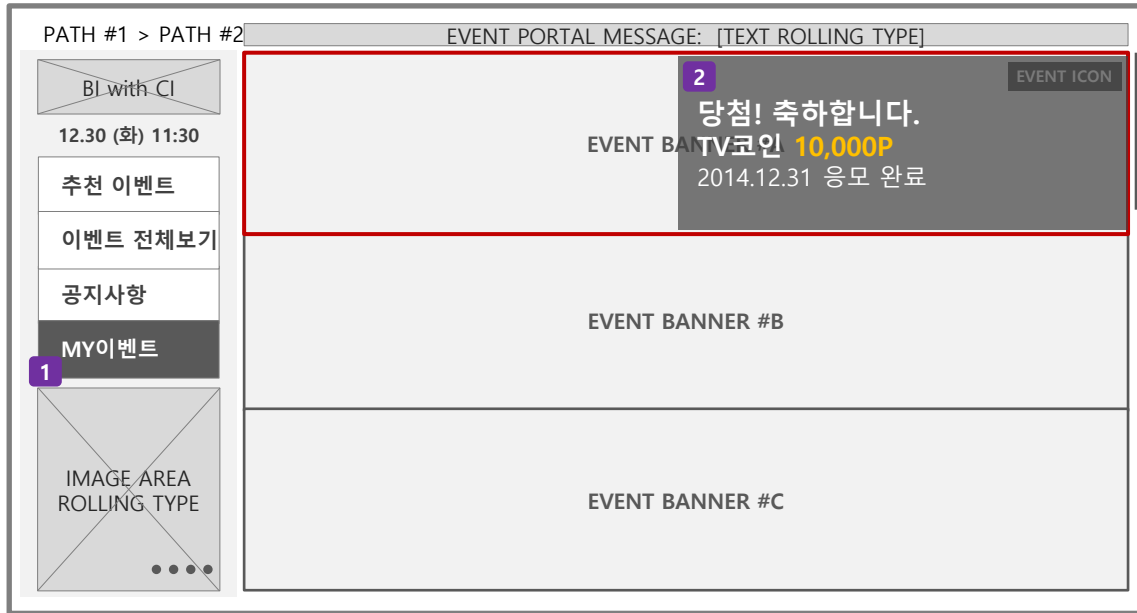 PATH #1 > PATH #2
EVENT PORTAL MESSAGE: [TEXT ROLLING TYPE]
BI with CI
12.30 (화) 11:30
추천 이벤트
이벤트 전체보기
공지사항
MY이벤트
1
IMAGE AREA
ROLLING TYPE
2
EVENT ICON
당첨! 축하합니다.
EVENT BANNER #A
TV코인 10,000P
2014.12.31 응모 완료
EVENT BANNER #B
EVENT BANNER #C